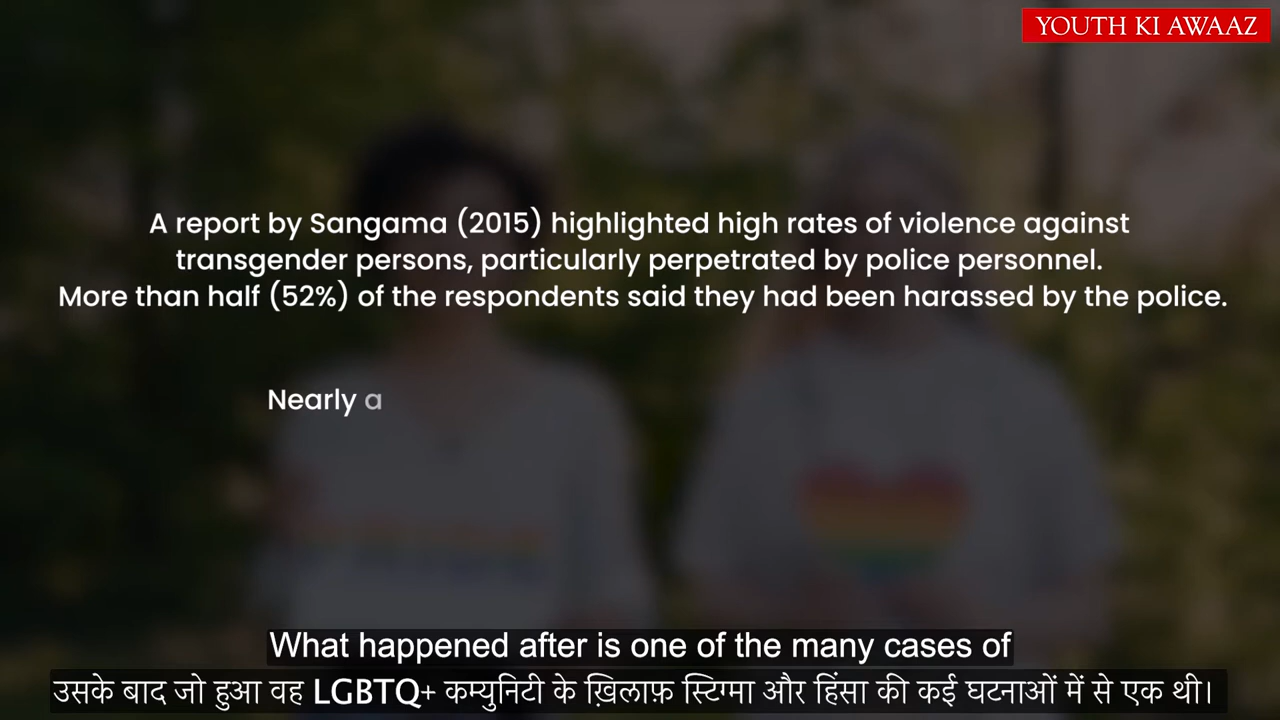 YOUTH KI AWAAZ
A report by Sangama (2015) highlighted high rates of violence against
transgender persons, particularly perpetrated by police personnel.
More than half (52%) of the respondents said they had been harassed by the police.
Nearly a
What happened after is one of the many cases of
उसके बाद जो हुआ वह LGBTQ+ कम्युनिटी के ख़िलाफ़ स्टिग्मा और हिंसा की कई घटनाओं में से एक थी।